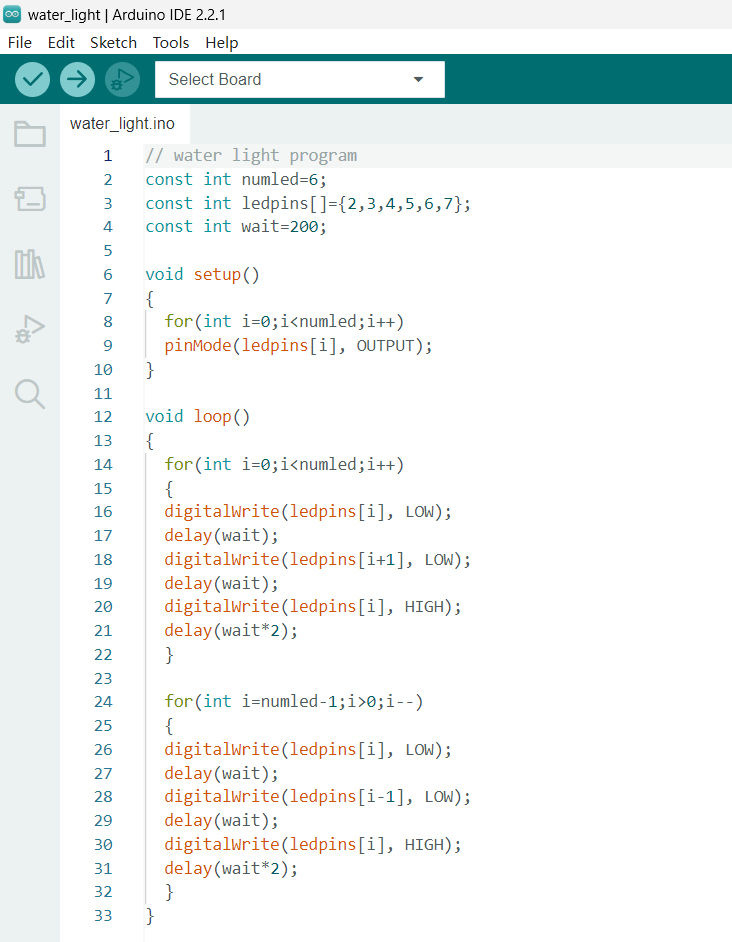 water_light | Arduino IDE 2.2.1
File Edit Sketch Tools Help
Select Board
water_light.ino
1 // water light program
2 const int numled=6;
3 const int ledpins[]={2,3,4,5,6,7};
4 const int wait=200;
5
6 void setup()
7 {
8 for(int i=0;i<numled;i++)
9 pinMode(ledpins[i], OUTPUT);
10 }
11
12 void loop()
13 {
14 for(int i=0;i<numled;i++)
15 {
16 digitalWrite(ledpins[i], LOW);
17 delay(wait);
18 digitalWrite(ledpins[i+1], LOW);
19 delay(wait);
20 digitalWrite(ledpins[i], HIGH);
21 delay(wait*2);
22 }
23
24 for(int i=numled-1;i>0;i--)
25 {
26 digitalWrite(ledpins[i], LOW);
27 delay(wait);
28 digitalWrite(ledpins[i-1], LOW);
29 delay(wait);
30 digitalWrite(ledpins[i], HIGH);
31 delay(wait*2);
32 }
33 }